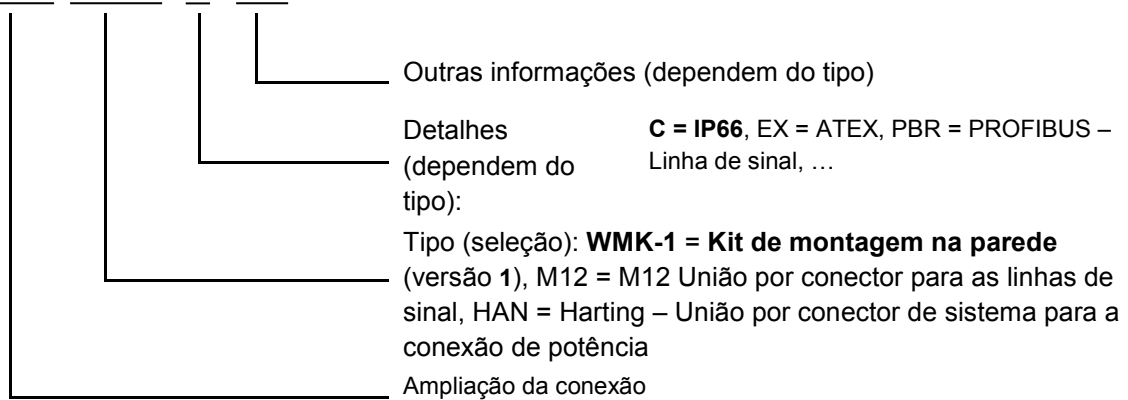 Outras informações (dependem do tipo)
Detalhes (dependem do tipo):
C = IP66, EX = ATEX, PBR = PROFIBUS –
Linha de sinal, …
Tipo (seleção): WMK-1 = Kit de montagem na parede
(versão 1), M12 = M12 União por conector para as linhas de
sinal, HAN = Harting – União por conector de sistema para a
conexão de potência
Ampliação da conexão